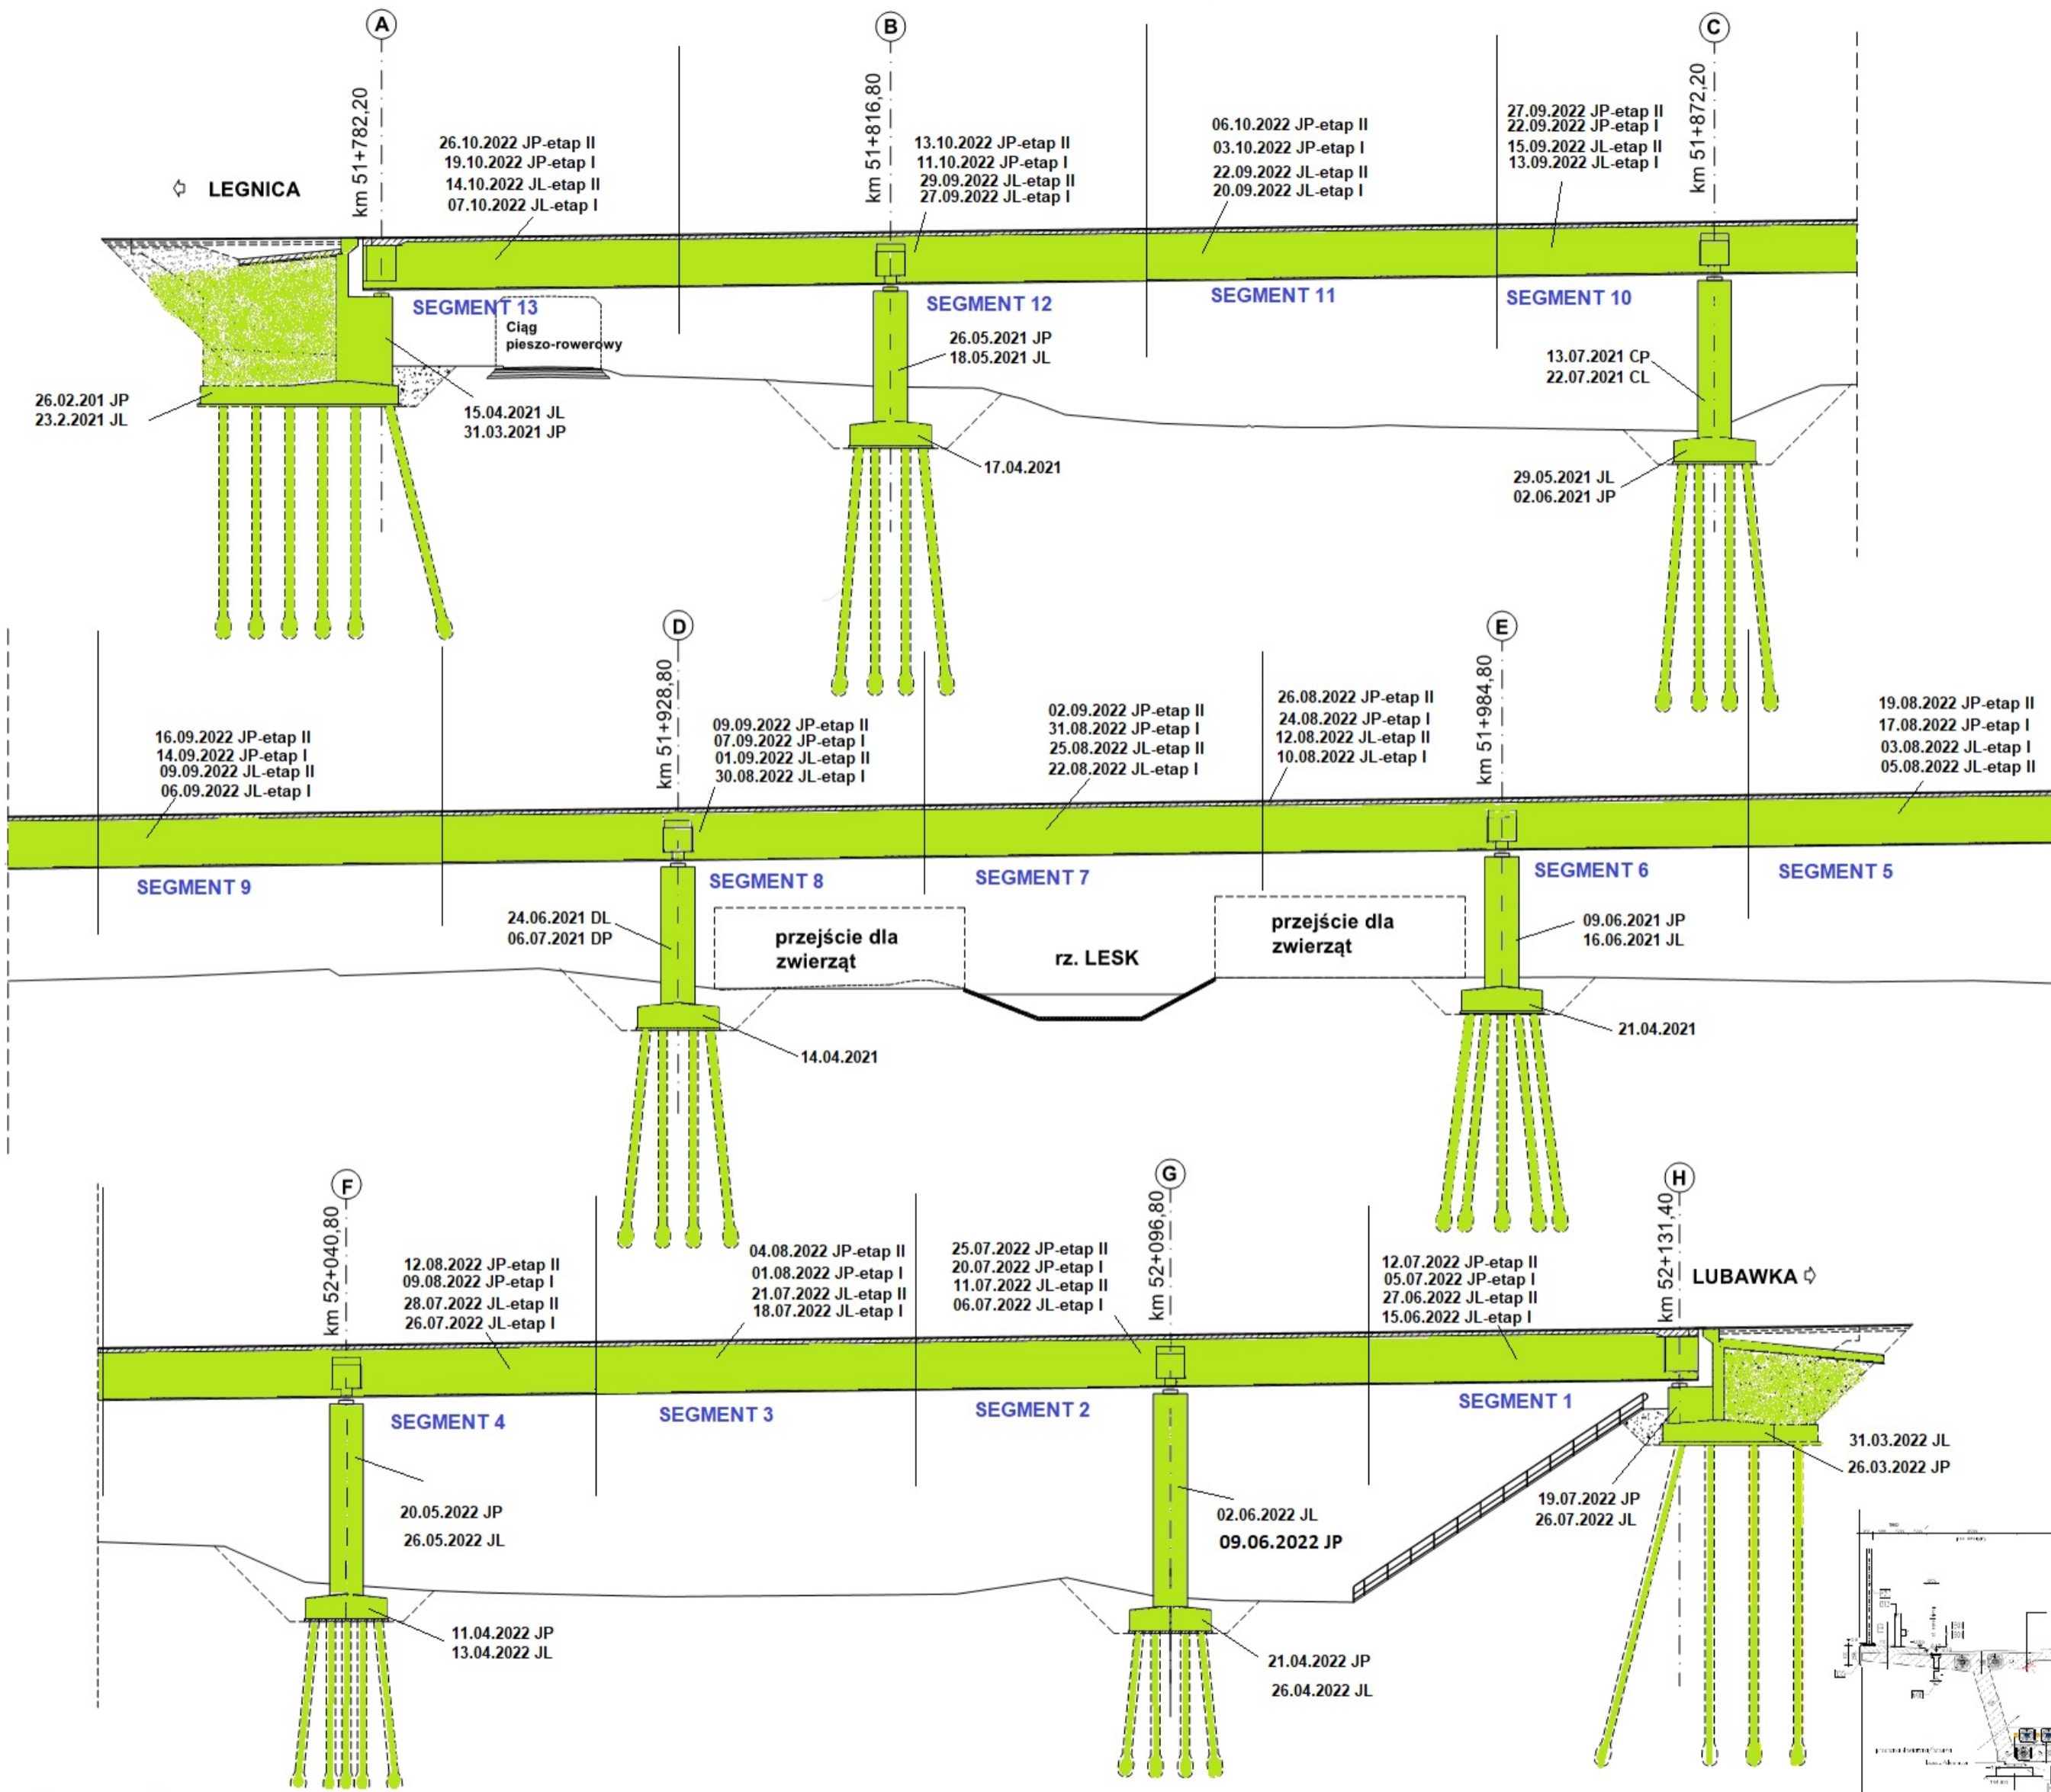 A
B
C
km 51+782,20
km 51+816,80
km 51+872,20
LEGNICA
26.10.2022 JP-etap II
19.10.2022 JP-etap I
14.10.2022 JL-etap II
07.10.2022 JL-etap I
13.10.2022 JP-etap II
11.10.2022 JP-etap I
29.09.2022 JL-etap II
27.09.2022 JL-etap I
06.10.2022 JP-etap II
03.10.2022 JP-etap I
22.09.2022 JL-etap II
20.09.2022 JL-etap I
27.09.2022 JP-etap II
22.09.2022 JP-etap I
15.09.2022 JL-etap II
13.09.2022 JL-etap I
SEGMENT 13
SEGMENT 12
SEGMENT 11
SEGMENT 10
Ciąg
pieszo-rowerowy
26.05.2021 JP
18.05.2021 JL
13.07.2021 CP
22.07.2021 CL
26.02.201 JP
23.2.2021 JL
15.04.2021 JL
31.03.2021 JP
17.04.2021
29.05.2021 JL
02.06.2021 JP
D
E
km 51+928,80
km 51+984,80
16.09.2022 JP-etap II
14.09.2022 JP-etap I
09.09.2022 JL-etap II
06.09.2022 JL-etap I
09.09.2022 JP-etap II
07.09.2022 JP-etap I
01.09.2022 JL-etap II
30.08.2022 JL-etap I
02.09.2022 JP-etap II
31.08.2022 JP-etap I
25.08.2022 JL-etap II
22.08.2022 JL-etap I
26.08.2022 JP-etap II
24.08.2022 JP-etap I
12.08.2022 JL-etap II
10.08.2022 JL-etap I
19.08.2022 JP-etap II
17.08.2022 JP-etap I
03.08.2022 JL-etap I
05.08.2022 JL-etap II
SEGMENT 9
SEGMENT 8
SEGMENT 7
SEGMENT 6
SEGMENT 5
24.06.2021 DL
06.07.2021 DP
przejście dla
zwierząt
rz. LESK
przejście dla
zwierząt
09.06.2021 JP
16.06.2021 JL
14.04.2021
21.04.2021
F
G
H
km 52+040,80
km 52+096,80
km 52+131,40
LUBAWKA
12.08.2022 JP-etap II
09.08.2022 JP-etap I
28.07.2022 JL-etap II
26.07.2022 JL-etap I
04.08.2022 JP-etap II
01.08.2022 JP-etap I
21.07.2022 JL-etap II
18.07.2022 JL-etap I
25.07.2022 JP-etap II
20.07.2022 JP-etap I
11.07.2022 JL-etap II
06.07.2022 JL-etap I
12.07.2022 JP-etap II
05.07.2022 JP-etap I
27.06.2022 JL-etap II
15.06.2022 JL-etap I
SEGMENT 4
SEGMENT 3
SEGMENT 2
SEGMENT 1
31.03.2022 JL
26.03.2022 JP
20.05.2022 JP
26.05.2022 JL
02.06.2022 JL
09.06.2022 JP
19.07.2022 JP
26.07.2022 JL
11.04.2022 JP
13.04.2022 JL
21.04.2022 JP
26.04.2022 JL